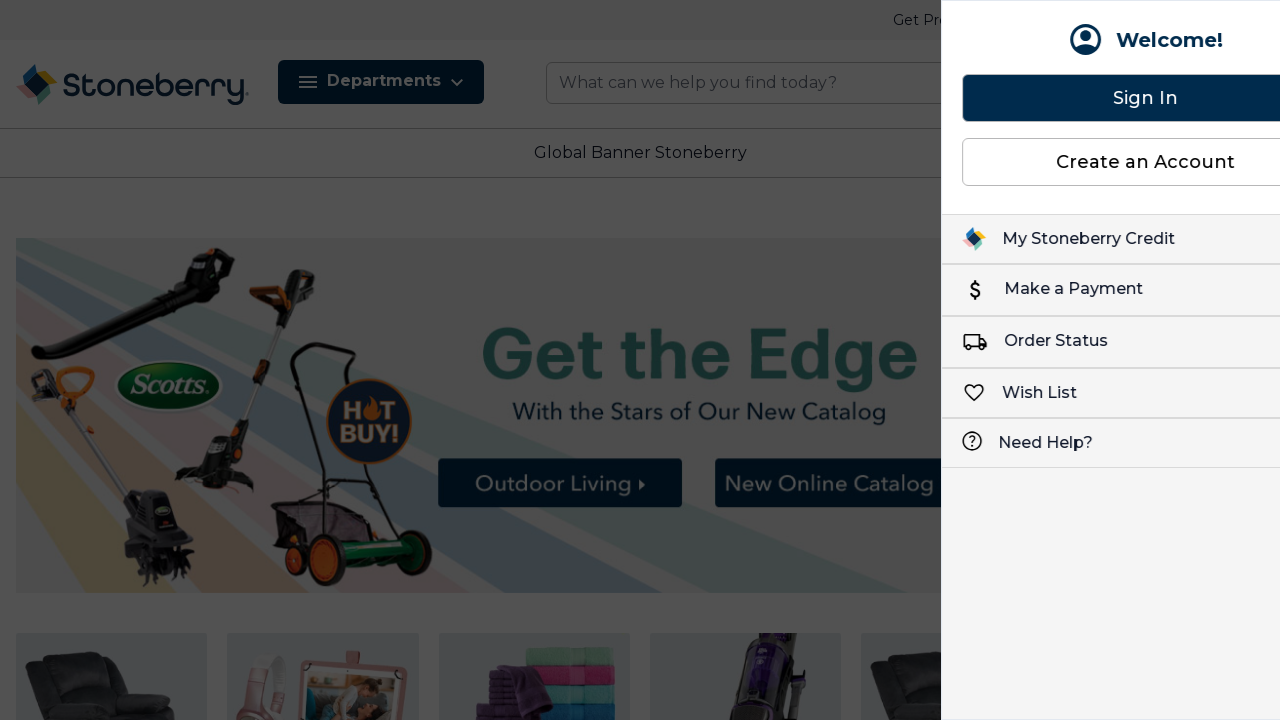 Get Pre
Welcome!
Stoneberry
Departments
What can we help you find today?
Sign In
Create an Account
Global Banner Stoneberry
My Stoneberry Credit
Make a Payment
Order Status
Wish List
Need Help?
Get the Edge
With the Stars of Our New Catalog
Scotts
HOT
BUY!
Outdoor Living
New Online Catalog